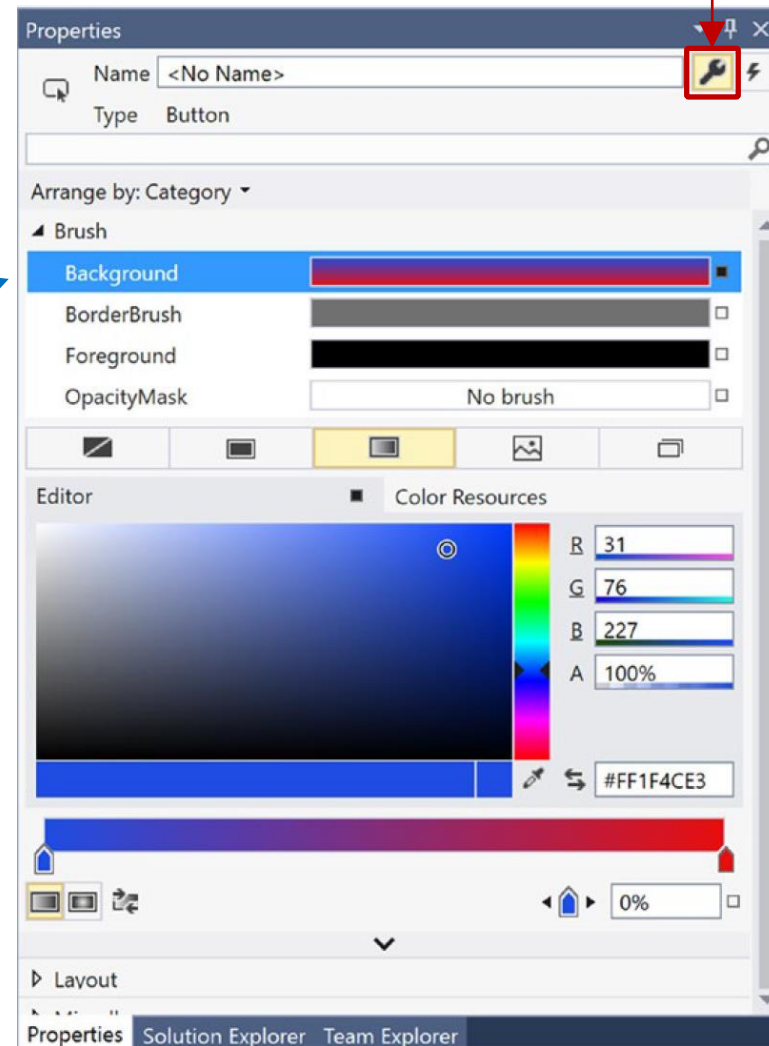 Properties
Name <No Name>
Type Button
Arrange by: Category
Brush
Background
BorderBrush
Foreground
OpacityMask No brush
Editor Color Resources
R 31
G 76
B 227
A 100%
#FF1F4CE3
0%
Layout
Properties Solution Explorer Team Explorer